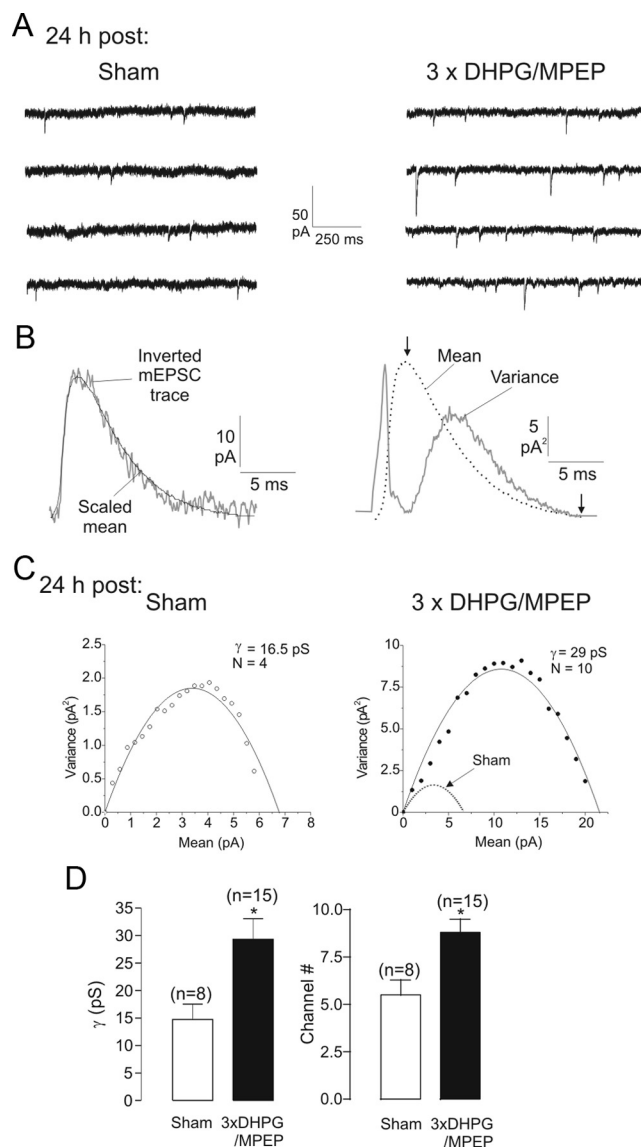 A 24 h post:
Sham
3 x DHPG/MPEP
50
pA
250 ms
B
Inverted
mEPSC
trace
10
pA
5 ms
Scaled
mean
Mean
Variance
5
pA²
5 ms
C 24 h post:
Sham
3 x DHPG/MPEP
γ = 16.5 pS
N = 4
Variance (pA²)
2.5
2.0
1.5
1.0
0.5
0.0
0 1 2 3 4 5 6 7 8
Mean (pA)
γ = 29 pS
N = 10
Sham
Variance (pA²)
10
7.5
5
2.5
0
0 5 10 15 20
Mean (pA)
D
γ (pS)
35
30
25
20
15
10
5
0
(n=8)
(n=15)
*
Sham 3xDHPG
/MPEP
Channel #
10.0
7.5
5.0
2.5
0.0
(n=8)
(n=15)
*
Sham 3xDHPG
/MPEP